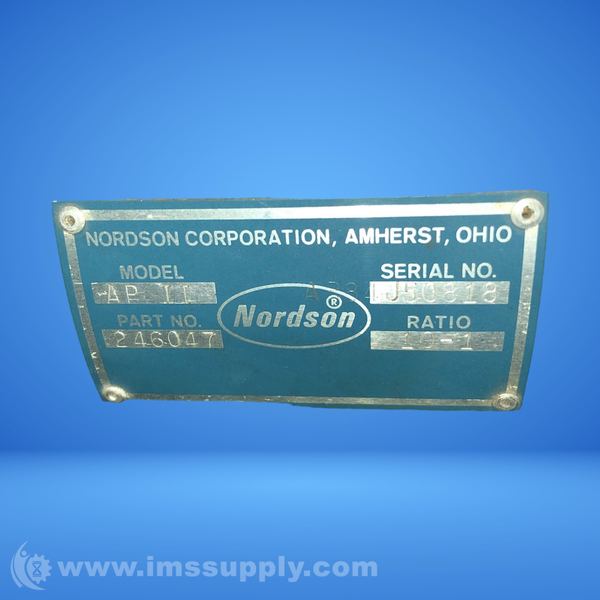 NORDSON CORPORATION, AMHERST, OHIO
MODEL SERIAL NO.
AP II
Nordson®
PART NO. RATIO
246047
www.imssupply.com